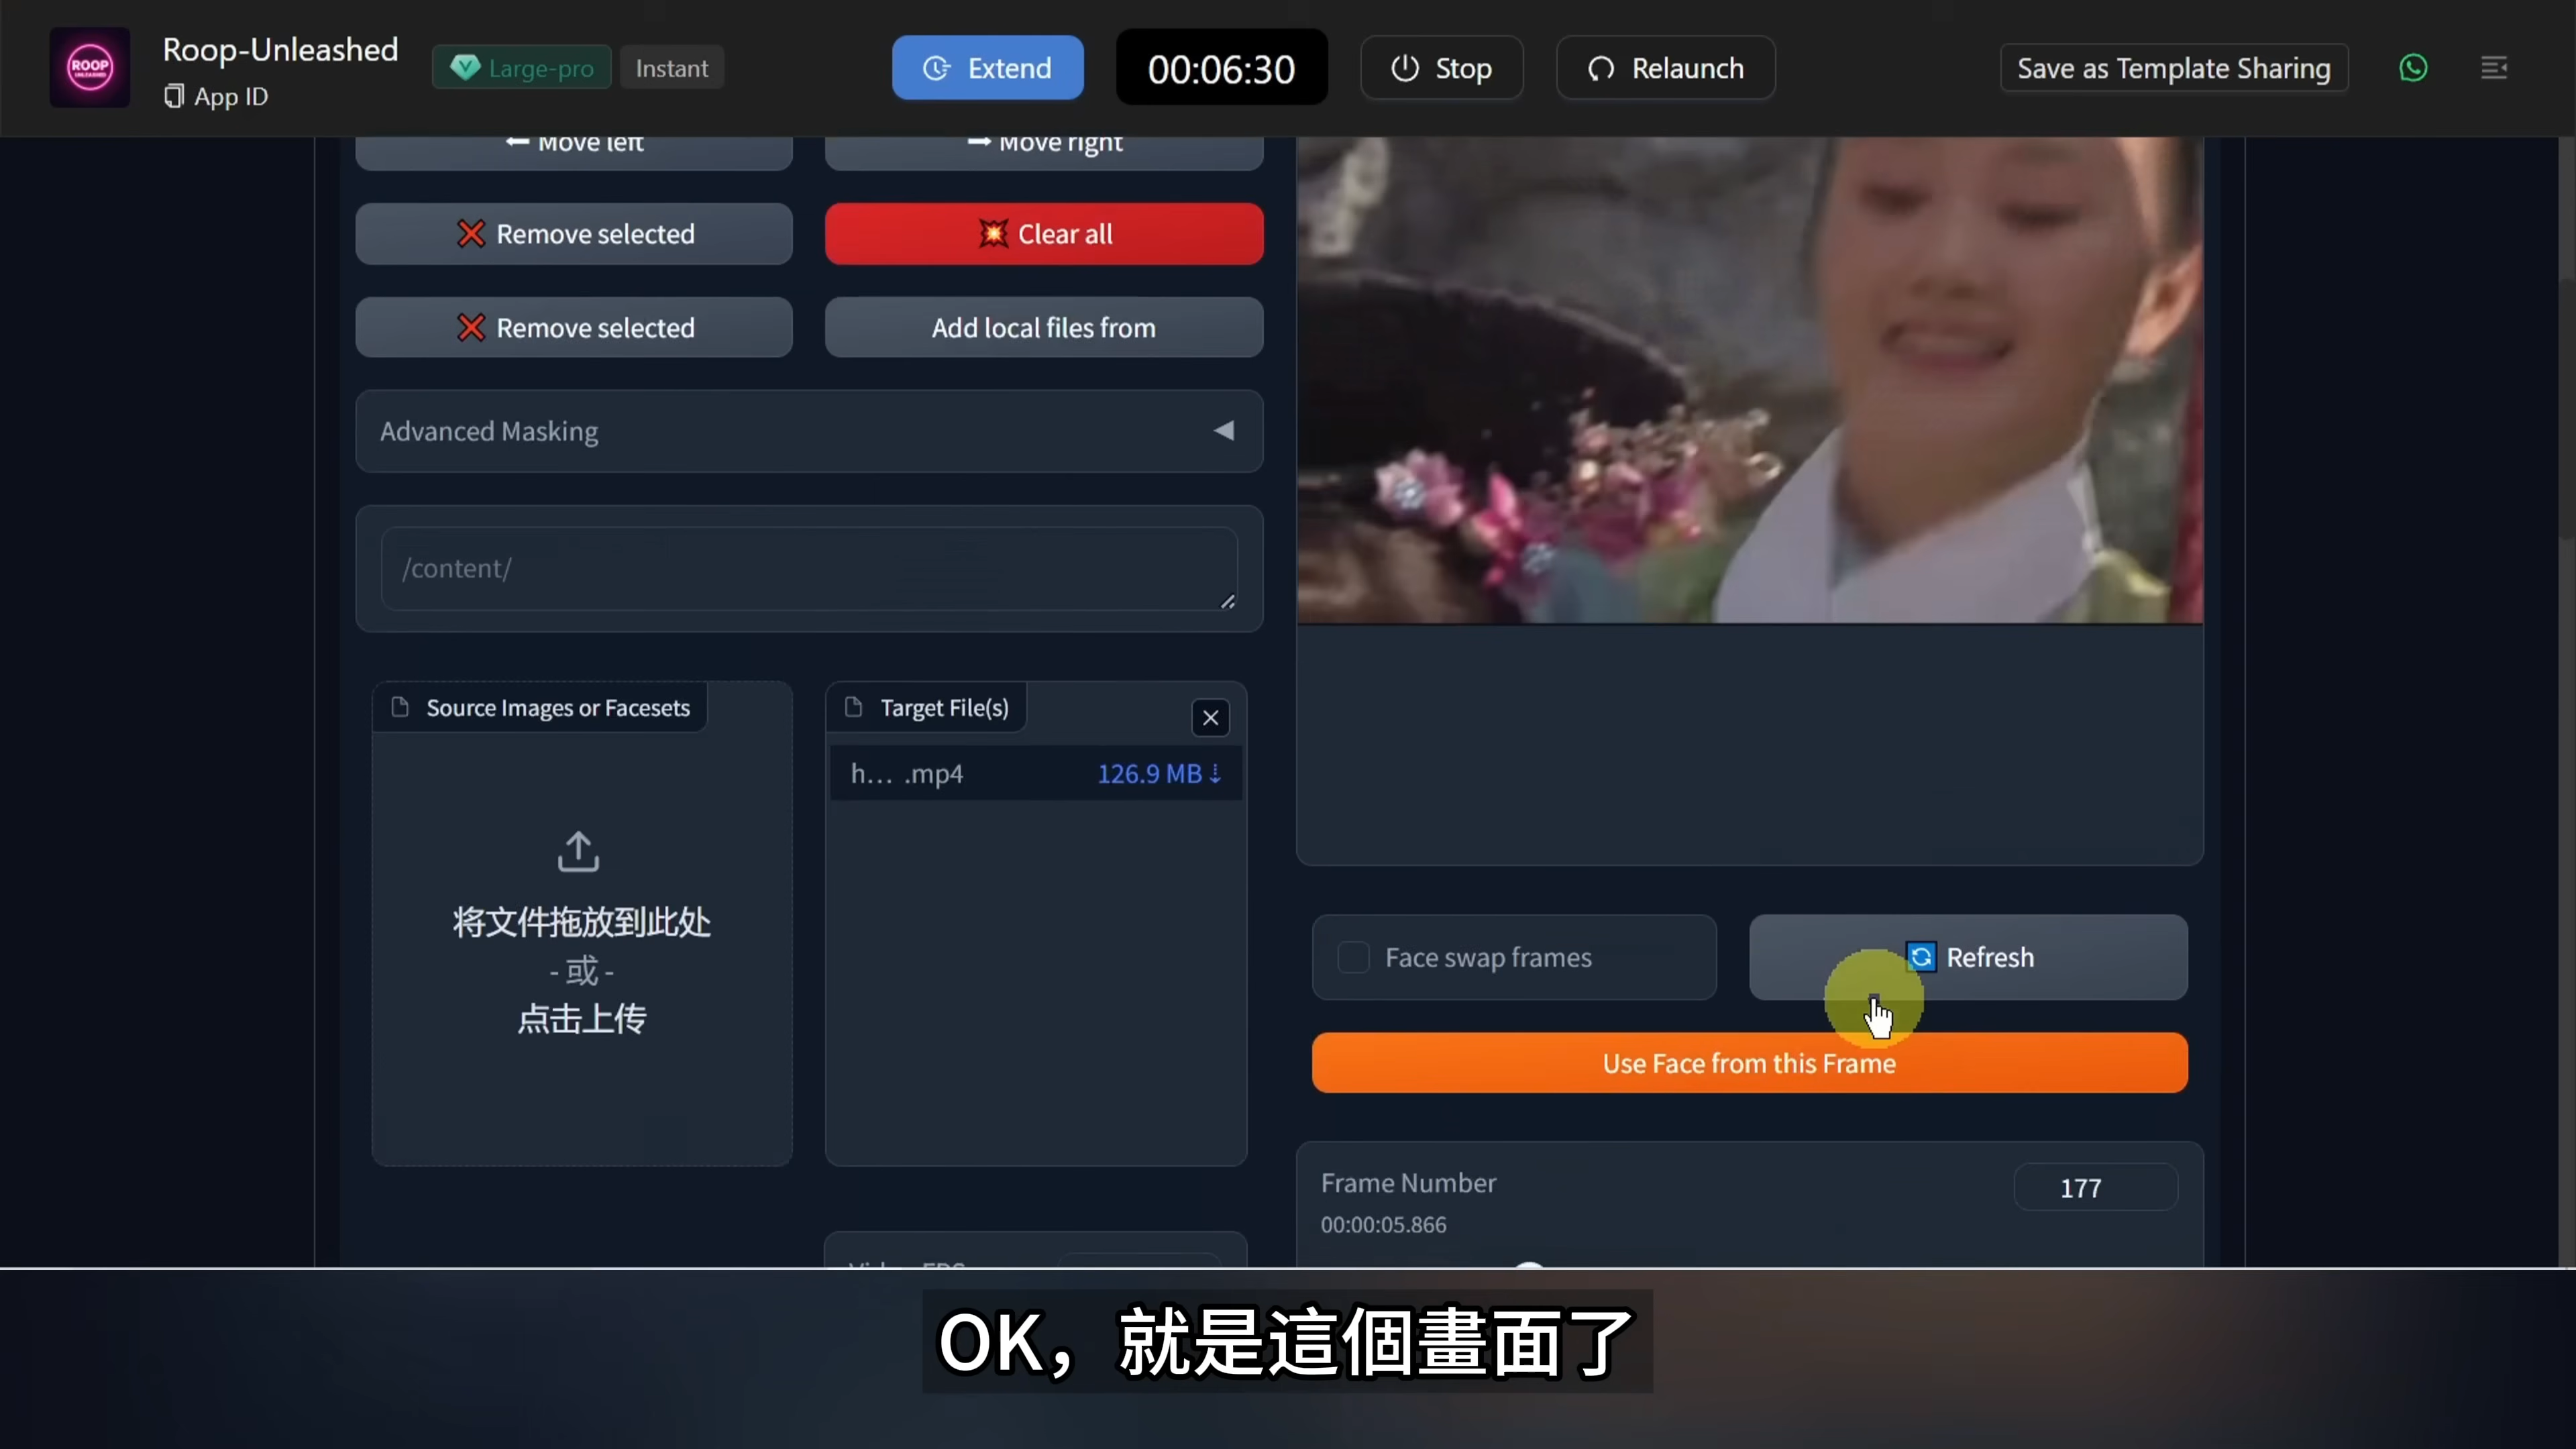 ROOP
UNLEASHED
Roop-Unleashed
App ID
Large-pro
Instant
Extend
00:06:30
Stop
Relaunch
Save as Template Sharing
Move left
Move right
Remove selected
Clear all
Remove selected
Add local files from
Advanced Masking
/content/
Source Images or Facesets
将文件拖放到此处
- 或 -
点击上传
Target File(s)
h... .mp4
126.9 MB ⇣
Face swap frames
Refresh
Use Face from this Frame
Frame Number
177
00:00:05.866
OK，就是這個畫面了